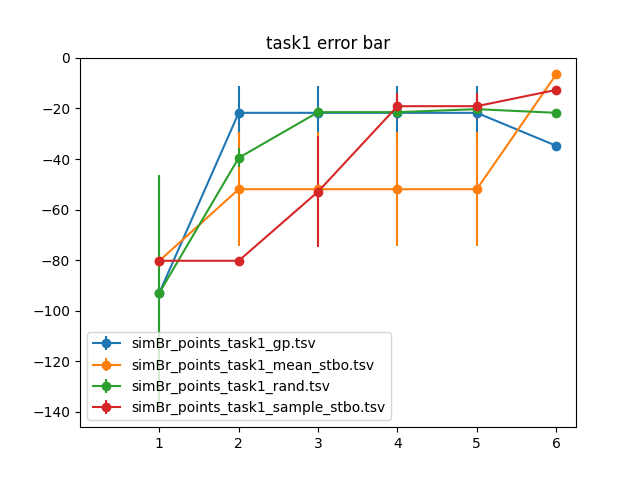 task1 error bar
0
−20
−40
−60
−80
−100
−120
−140
simBr_points_task1_gp.tsv
simBr_points_task1_mean_stbo.tsv
simBr_points_task1_rand.tsv
simBr_points_task1_sample_stbo.tsv
1 2 3 4 5 6